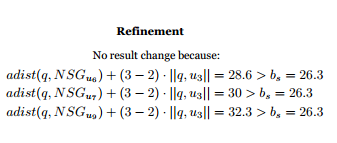 Refinement
No result change because:
adist(q, NSG_{u_6}) + (3 − 2) · ||q, u_3|| = 28.6 > b_s = 26.3
adist(q, NSG_{u_7}) + (3 − 2) · ||q, u_3|| = 30 > b_s = 26.3
adist(q, NSG_{u_9}) + (3 − 2) · ||q, u_3|| = 32.3 > b_s = 26.3